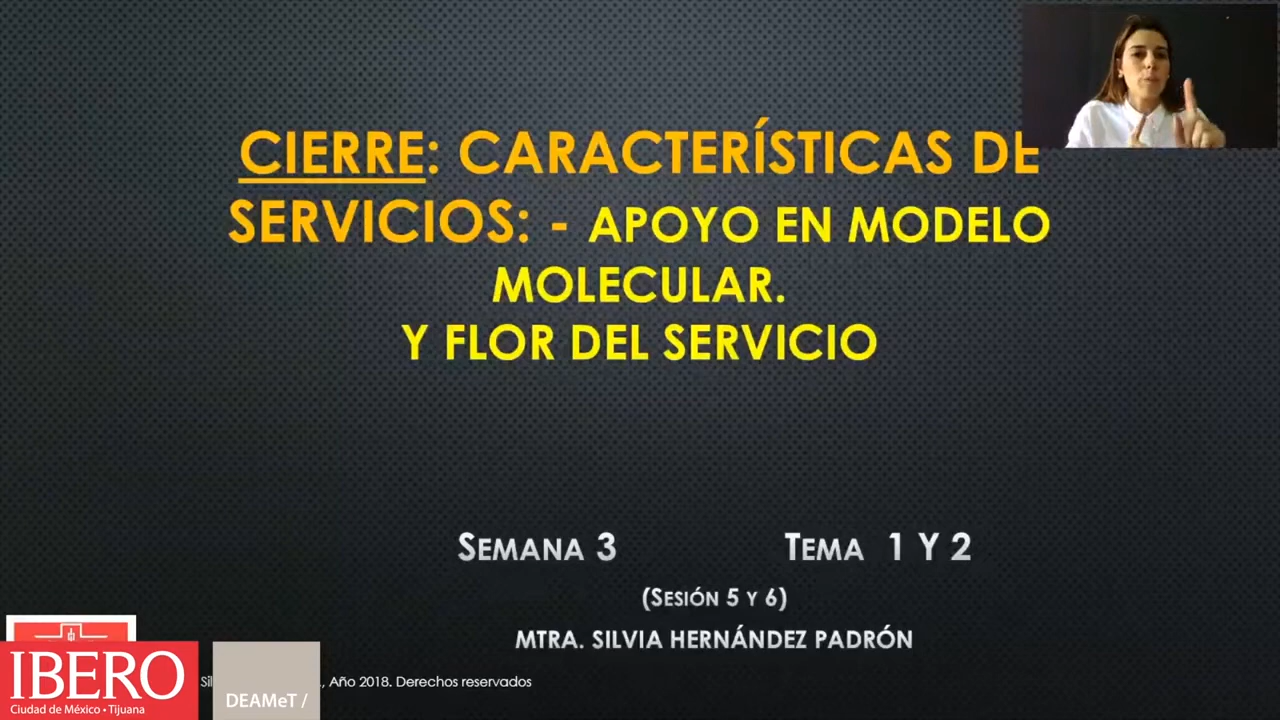 CIERRE: CARACTERÍSTICAS DE
SERVICIOS: - APOYO EN MODELO
MOLECULAR.
Y FLOR DEL SERVICIO
SEMANA 3 TEMA 1 Y 2
(SESIÓN 5 Y 6)
MTRA. SILVIA HERNÁNDEZ PADRÓN
, Año 2018. Derechos reservados
IBERO
Ciudad de México • Tijuana
DEAMeT /